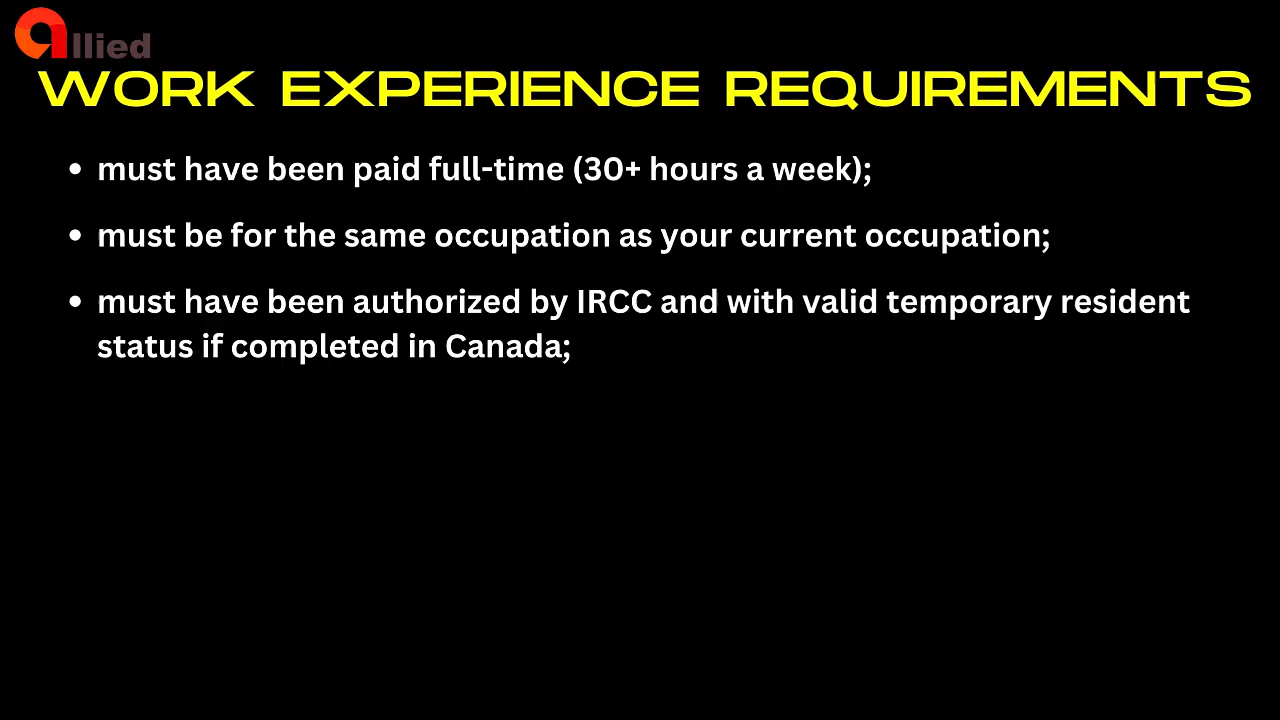 allied
WORK EXPERIENCE REQUIREMENTS
• must have been paid full-time (30+ hours a week);
• must be for the same occupation as your current occupation;
• must have been authorized by IRCC and with valid temporary resident
status if completed in Canada;